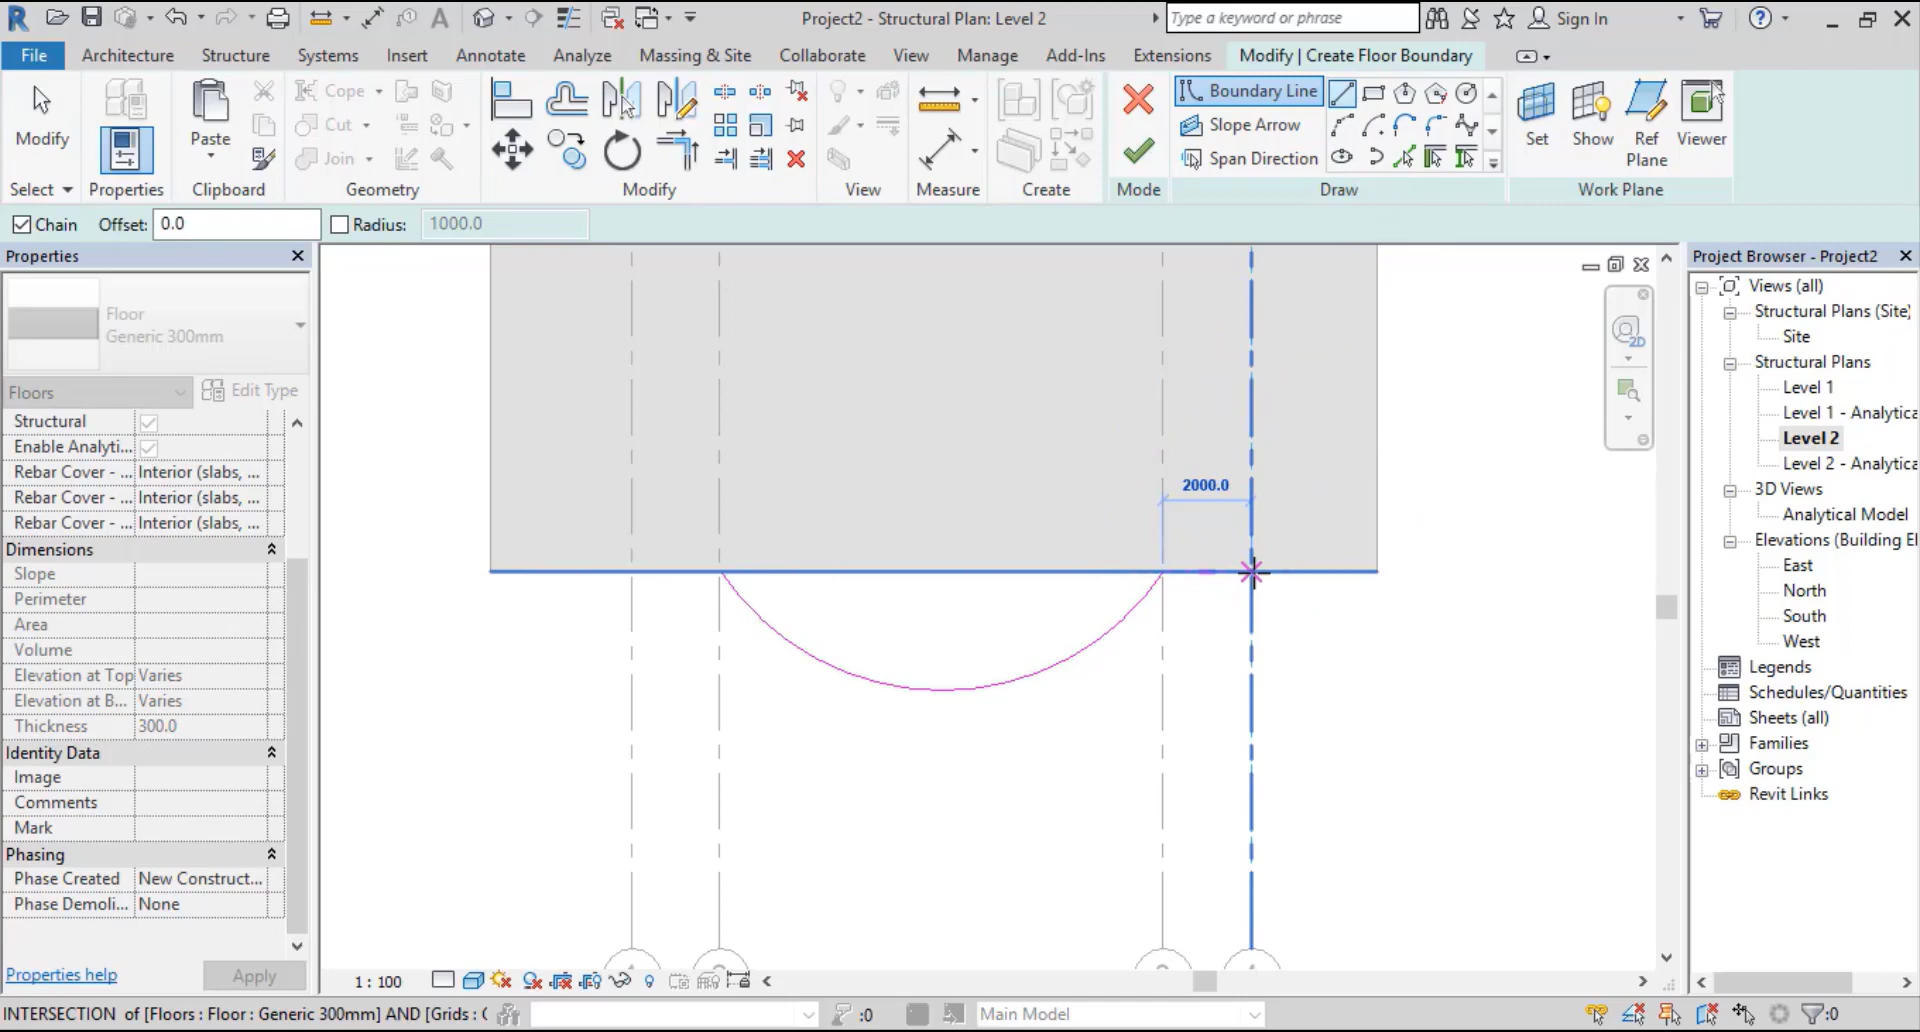 Project2 - Structural Plan: Level 2
Type a keyword or phrase
Sign In
File
Architecture
Structure
Systems
Insert
Annotate
Analyze
Massing & Site
Collaborate
View
Manage
Add-Ins
Extensions
Modify | Create Floor Boundary
Modify
Select
Properties
Paste
Clipboard
Cope
Cut
Join
Geometry
Modify
View
Measure
Create
Mode
Boundary Line
Slope Arrow
Span Direction
Draw
Set
Show
Ref
Plane
Viewer
Work Plane
Chain
Offset:
0.0
Radius:
1000.0
Properties
Floor
Generic 300mm
Floors
Edit Type
Structural
Enable Analyti...
Rebar Cover - ... Interior (slabs, ...
Rebar Cover - ... Interior (slabs, ...
Rebar Cover - ... Interior (slabs, ...
Dimensions
Slope
Perimeter
Area
Volume
Elevation at Top Varies
Elevation at B... Varies
Thickness 300.0
Identity Data
Image
Comments
Mark
Phasing
Phase Created New Construct...
Phase Demoli... None
Properties help
Apply
2000.0
2D
1 : 100
Project Browser - Project2
Views (all)
Structural Plans (Site)
Site
Structural Plans
Level 1
Level 1 - Analytica
Level 2
Level 2 - Analytica
3D Views
Analytical Model
Elevations (Building El
East
North
South
West
Legends
Schedules/Quantities
Sheets (all)
Families
Groups
Revit Links
INTERSECTION of [Floors : Floor : Generic 300mm] AND [Grids : (
:0
Main Model
:0